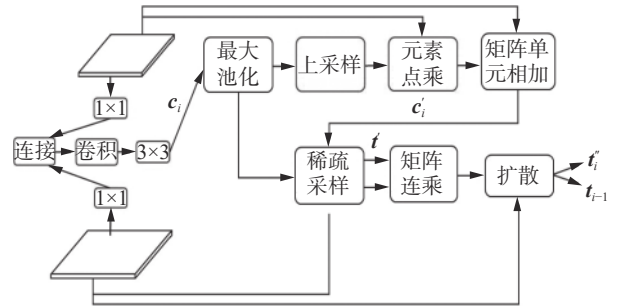 最大
池化
上采样
元素
点乘
矩阵单
元相加
1×1
c_i
c_i′
连接
卷积
3×3
稀疏
采样
t′
矩阵
连乘
扩散
t_i″
t_{i−1}
1×1